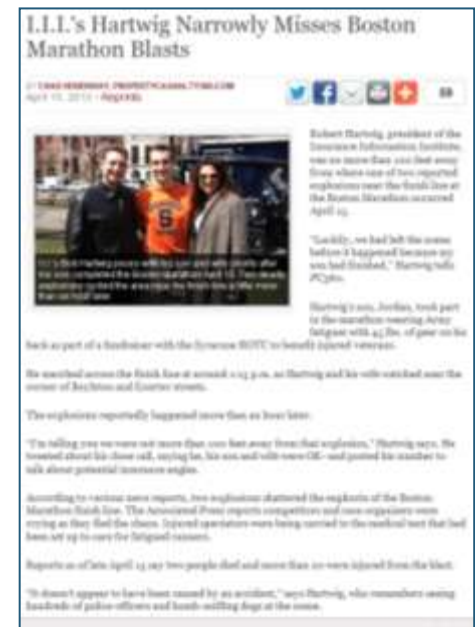 I.I.I.'s Hartwig Narrowly Misses Boston
Marathon Blasts
April 15, 2013 • Reprints
Robert Hartwig, president of the
Insurance Information Institute,
was no more than 100 feet away
from where one of two reported
explosions near the finish line at
the Boston Marathon occurred
April 15.
"Luckily, we had left the scene
before it happened because my
son had finished," Hartwig tells
PC360.
Hartwig's son, Jordan, took part
in the marathon wearing Army
fatigues with 45 lbs. of gear on his
back as part of a fundraiser with the Syracuse ROTC to benefit injured veterans.
He marched across the finish line at around 1:15 p.m. as Hartwig and his wife watched near the
corner of Boylston and Exeter streets.
The explosions reportedly happened more than an hour later.
"I'm telling you we were not more than 100 feet away from that explosion," Hartwig says. He
tweeted about his close call, saying he, his son and wife were OK—and posted his number to
talk about potential insurance angles.
According to various news reports, two explosions shattered the euphoria of the Boston
Marathon finish line. The Associated Press reports competitors and race organizers were
crying as they fled the chaos. Injured spectators were being carried to the medical tent that had
been set up to care for fatigued runners.
Reports as of late April 15 say two people died and more than 20 were injured from the blast.
"It doesn't appear to have been caused by an accident," says Hartwig, who remembers seeing
hundreds of police officers and bomb-sniffing dogs at the scene.